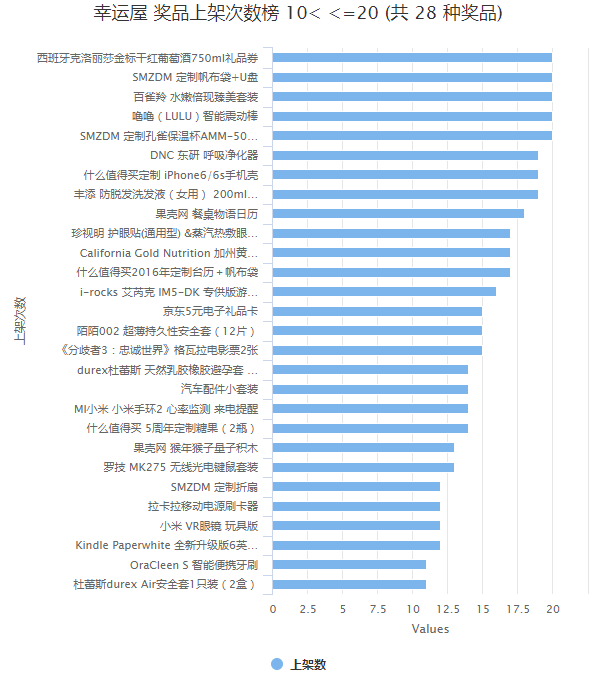 幸运屋 奖品上架次数榜 10< <=20 (共 28 种奖品)
西班牙克洛丽莎金标干红葡萄酒750ml礼品券
SMZDM 定制帆布袋+U盘
百雀羚 水嫩倍现臻美套装
噜噜（LULU）智能震动棒
SMZDM 定制孔雀保温杯AMM-50…
DNC 东研 呼吸净化器
什么值得买定制 iPhone6/6s手机壳
丰添 防脱发洗发液（女用） 200ml…
果壳网 餐桌物语日历
珍视明 护眼贴(通用型) &蒸汽热敷眼…
California Gold Nutrition 加州黄…
什么值得买2016年定制台历＋帆布袋
i-rocks 艾芮克 IM5-DK 专供版游…
京东5元电子礼品卡
陌陌002 超薄持久性安全套（12片）
《分歧者3：忠诚世界》格瓦拉电影票2张
durex杜蕾斯 天然乳胶橡胶避孕套 …
汽车配件小套装
MI小米 小米手环2 心率监测 来电提醒
什么值得买 5周年定制糖果（2瓶）
果壳网 猴年猴子量子积木
罗技 MK275 无线光电键鼠套装
SMZDM 定制折扇
拉卡拉移动电源刷卡器
小米 VR眼镜 玩具版
Kindle Paperwhite 全新升级版6英…
OraCleen S 智能便携牙刷
杜蕾斯durex Air安全套1只装（2盒）
上架次数
0 2.5 5 7.5 10 12.5 15 17.5 20 22.5
Values
上架数